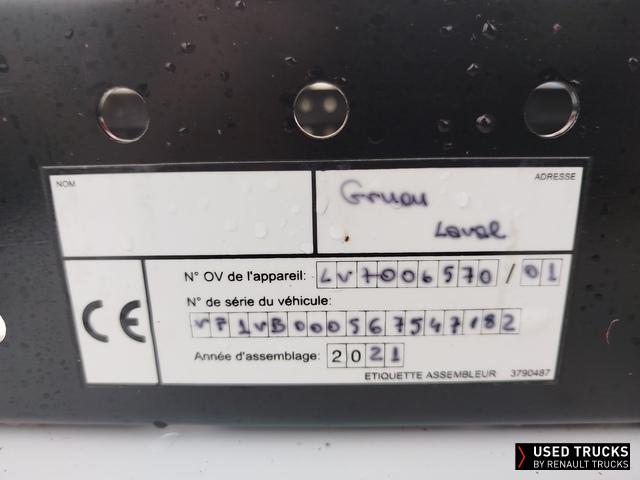 NOM
ADRESSE
Gruau
Laval
N° OV de l'appareil: LV7006570/01
N° de série du véhicule:
VF1VB000567547182
Année d'assemblage: 2021
CE
ETIQUETTE ASSEMBLEUR 3790487
USED TRUCKS
BY RENAULT TRUCKS